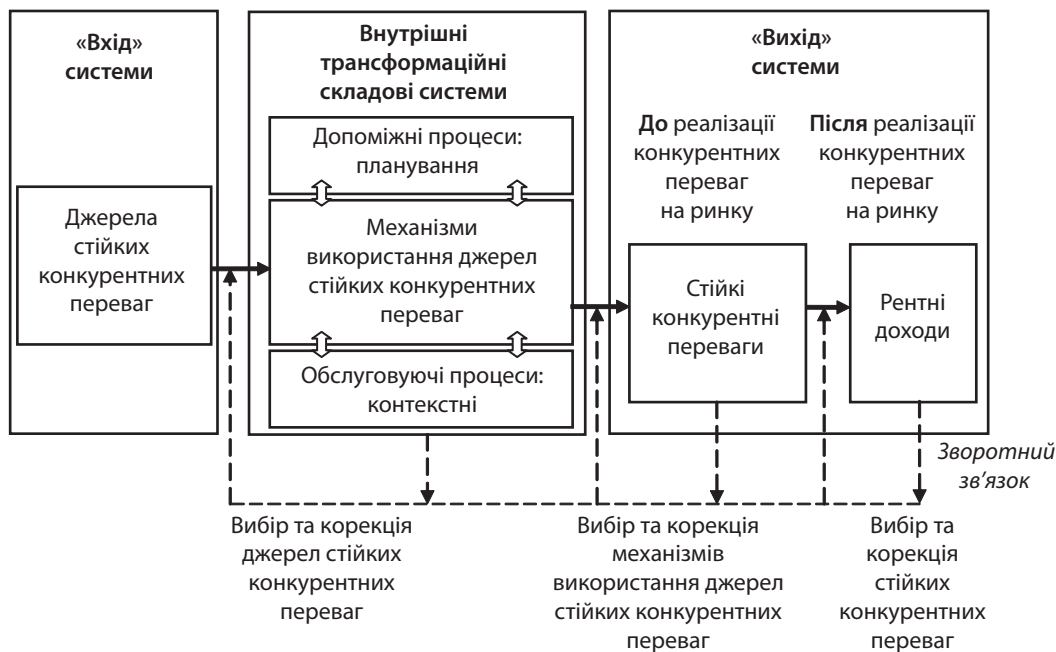 «Вхід»
системи
Джерела
стійких
конкурентних
переваг
Внутрішні
трансформаційні
складові системи
Допоміжні процеси:
планування
Механізми
використання джерел
стійких конкурентних
переваг
Обслуговуючі процеси:
контекстні
«Вихід»
системи
До реалізації
конкурентних
переваг
на ринку
Після реалізації
конкурентних
переваг
на ринку
Стійкі
конкурентні
переваги
Рентні
доходи
Зворотний
зв’язок
Вибір та корекція
джерел стійких
конкурентних
переваг
Вибір та корекція
механізмів
використання джерел
стійких конкурентних
переваг
Вибір та
корекція
стійких
конкурентних
переваг